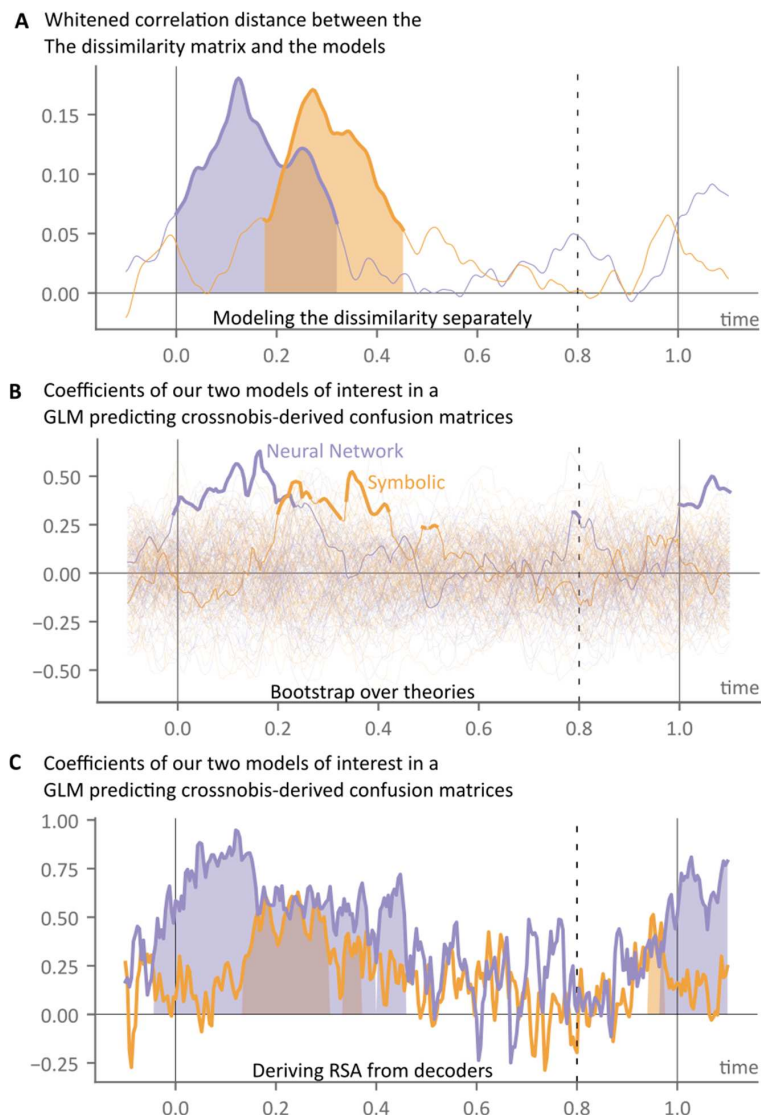 A Whitened correlation distance between the
The dissimilarity matrix and the models
0.15
0.10
0.05
0.00
Modeling the dissimilarity separately
time
0.0 0.2 0.4 0.6 0.8 1.0
B Coefficients of our two models of interest in a
GLM predicting crossnobis-derived confusion matrices
Neural Network
0.50
Symbolic
0.25
0.00
−0.25
−0.50
Bootstrap over theories
time
0.0 0.2 0.4 0.6 0.8 1.0
C Coefficients of our two models of interest in a
GLM predicting crossnobis-derived confusion matrices
1.00
0.75
0.50
0.25
0.00
−0.25
Deriving RSA from decoders
time
0.0 0.2 0.4 0.6 0.8 1.0